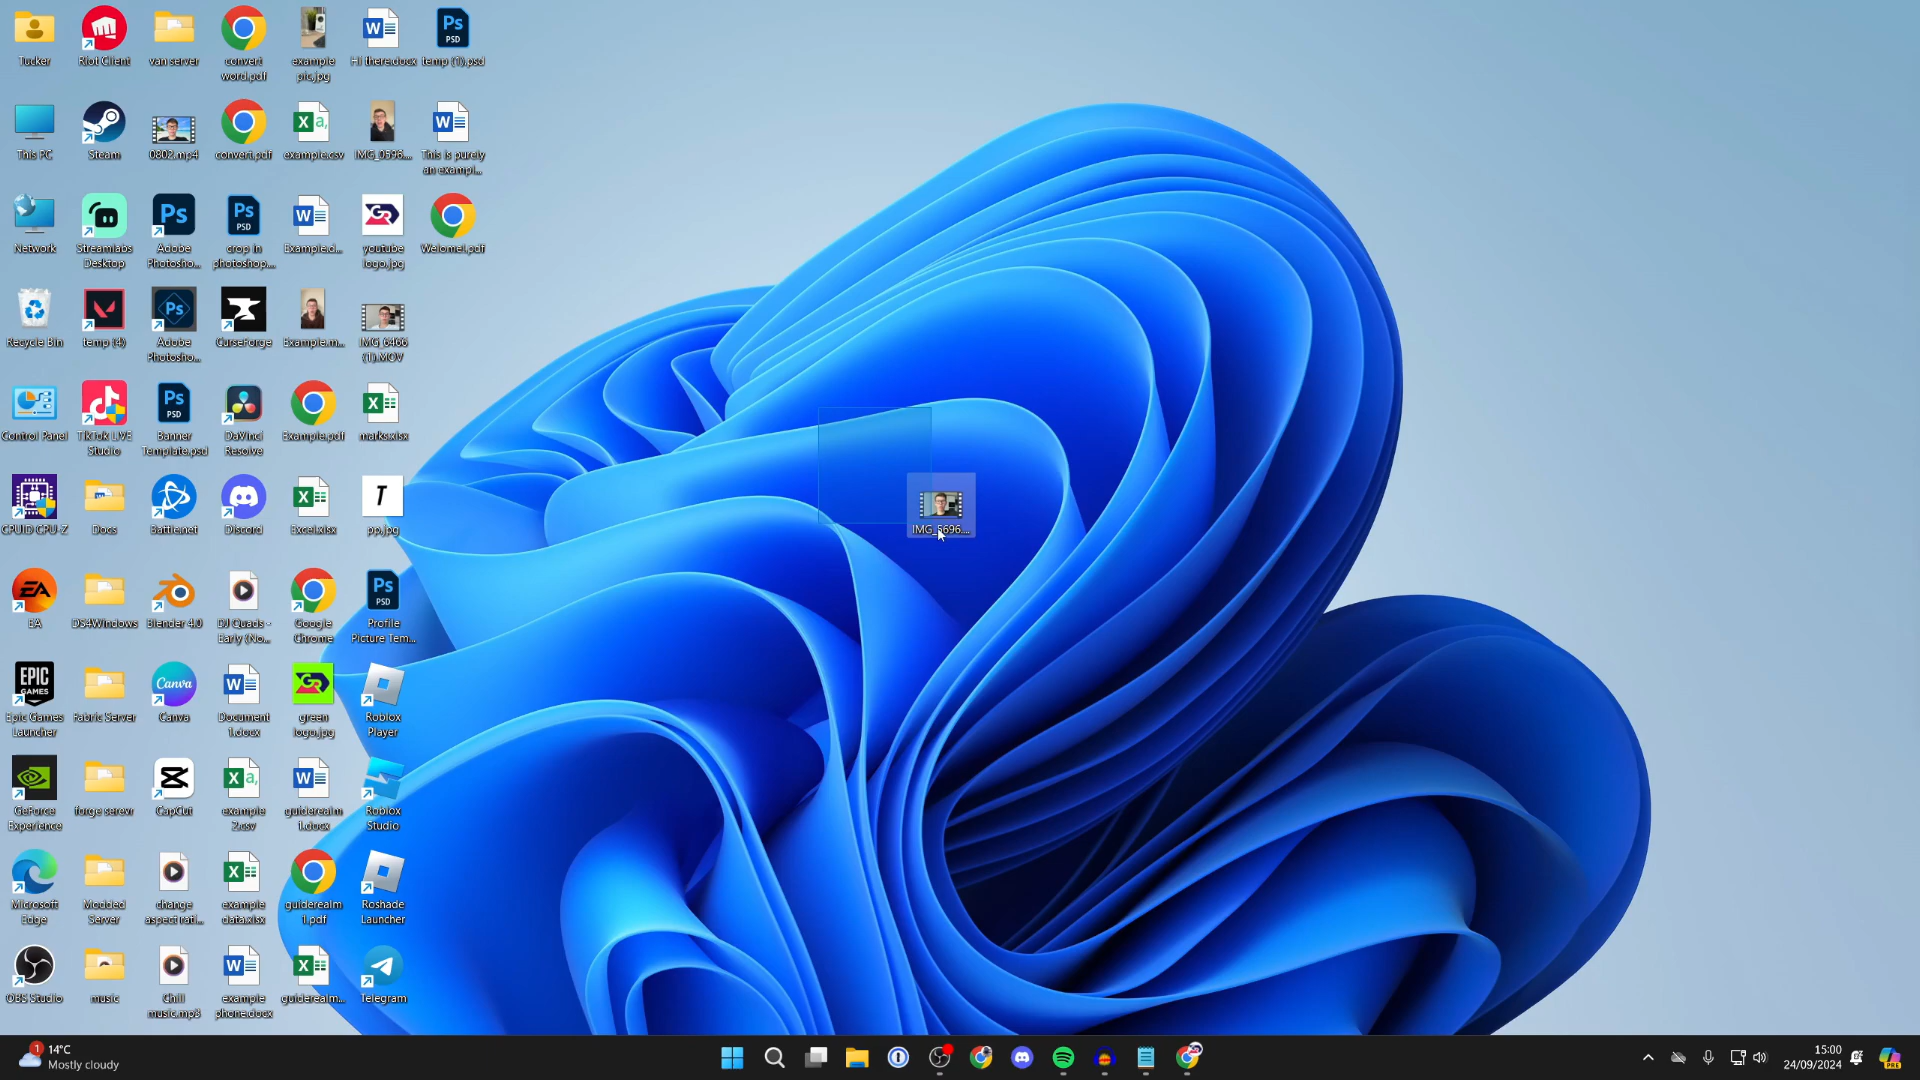 Tucker
Riot Client
van server
convert
word.pdf
example
pic.jpg
Hi there.docx
temp (1).psd
This PC
Steam
0802.mp4
convert.pdf
example.csv
IMG_0596....
This is purely
an exampl...
Network
Streamlabs
Desktop
Adobe
Photosho...
crop in
photoshop....
Example.d...
youtube
logo.jpg
Welome!.pdf
Recycle Bin
temp (4)
Adobe
Photosho...
CurseForge
Example.m...
IMG_6466
(1).MOV
Control Panel
TikTok LIVE
Studio
Banner
Template.psd
DaVinci
Resolve
Example.pdf
marks.xlsx
CPUID CPU-Z
Docs
Battle.net
Discord
Excel.xlsx
pp.jpg
IMG_5696....
EA
DS4Windows
Blender 4.0
DJ Quads -
Early (No...
Google
Chrome
Profile
Picture Tem...
Epic Games
Launcher
Fabric Server
Canva
Document
1.docx
green
logo.jpg
Roblox
Player
GeForce
Experience
forge serevr
CapCut
example
2.csv
guiderealm
1.docx
Roblox
Studio
Microsoft
Edge
Modded
Server
change
aspect rati...
example
data.xlsx
guiderealm
1.pdf
Roshade
Launcher
OBS Studio
music
Chill
music.mp3
example
phone.docx
guiderealm...
Telegram
1
14°C
Mostly cloudy
15:00
24/09/2024